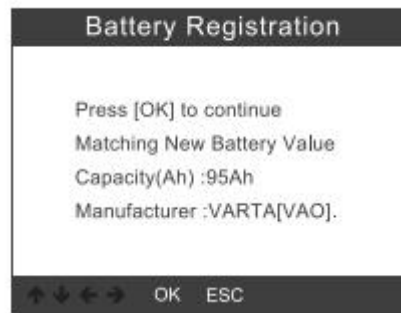 Battery Registration
Press [OK] to continue
Matching New Battery Value
Capacity(Ah) :95Ah
Manufacturer :VARTA[VAO].
↑ ↓ ← → OK ESC